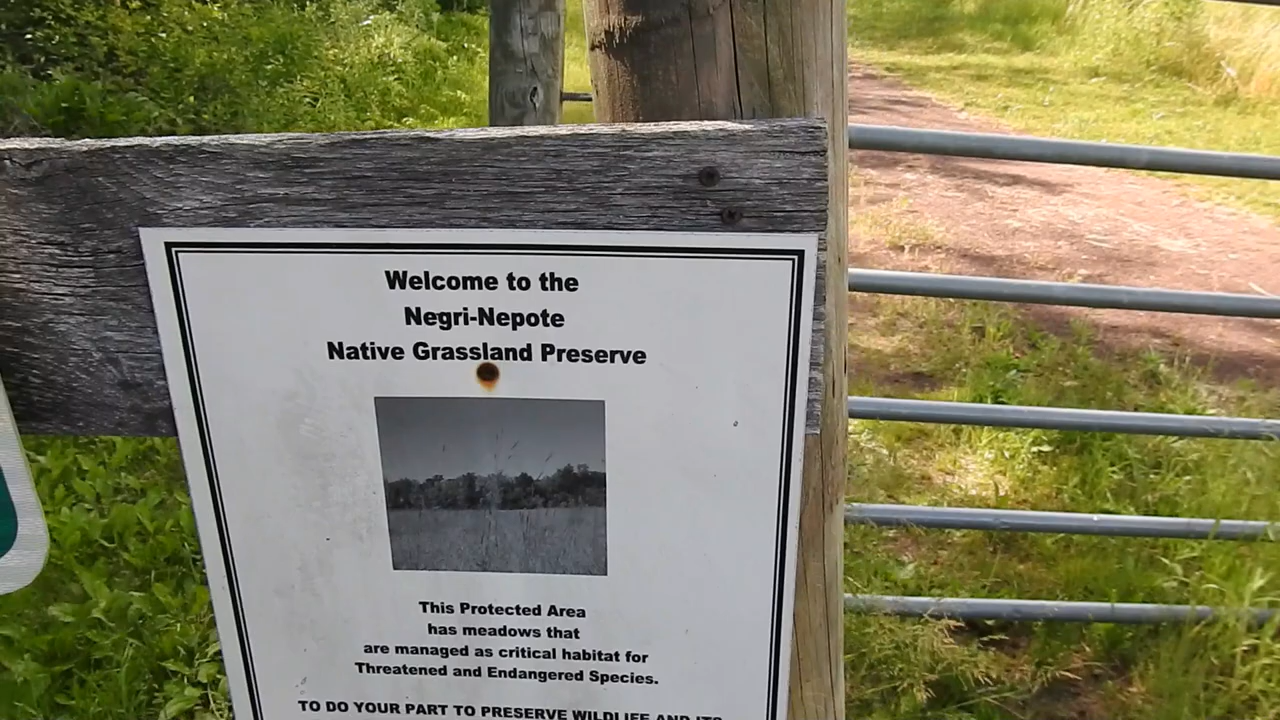 Welcome to the
Negri-Nepote
Native Grassland Preserve
This Protected Area
has meadows that
are managed as critical habitat for
Threatened and Endangered Species.
TO DO YOUR PART TO PRESERVE WILDLIFE AND ITS